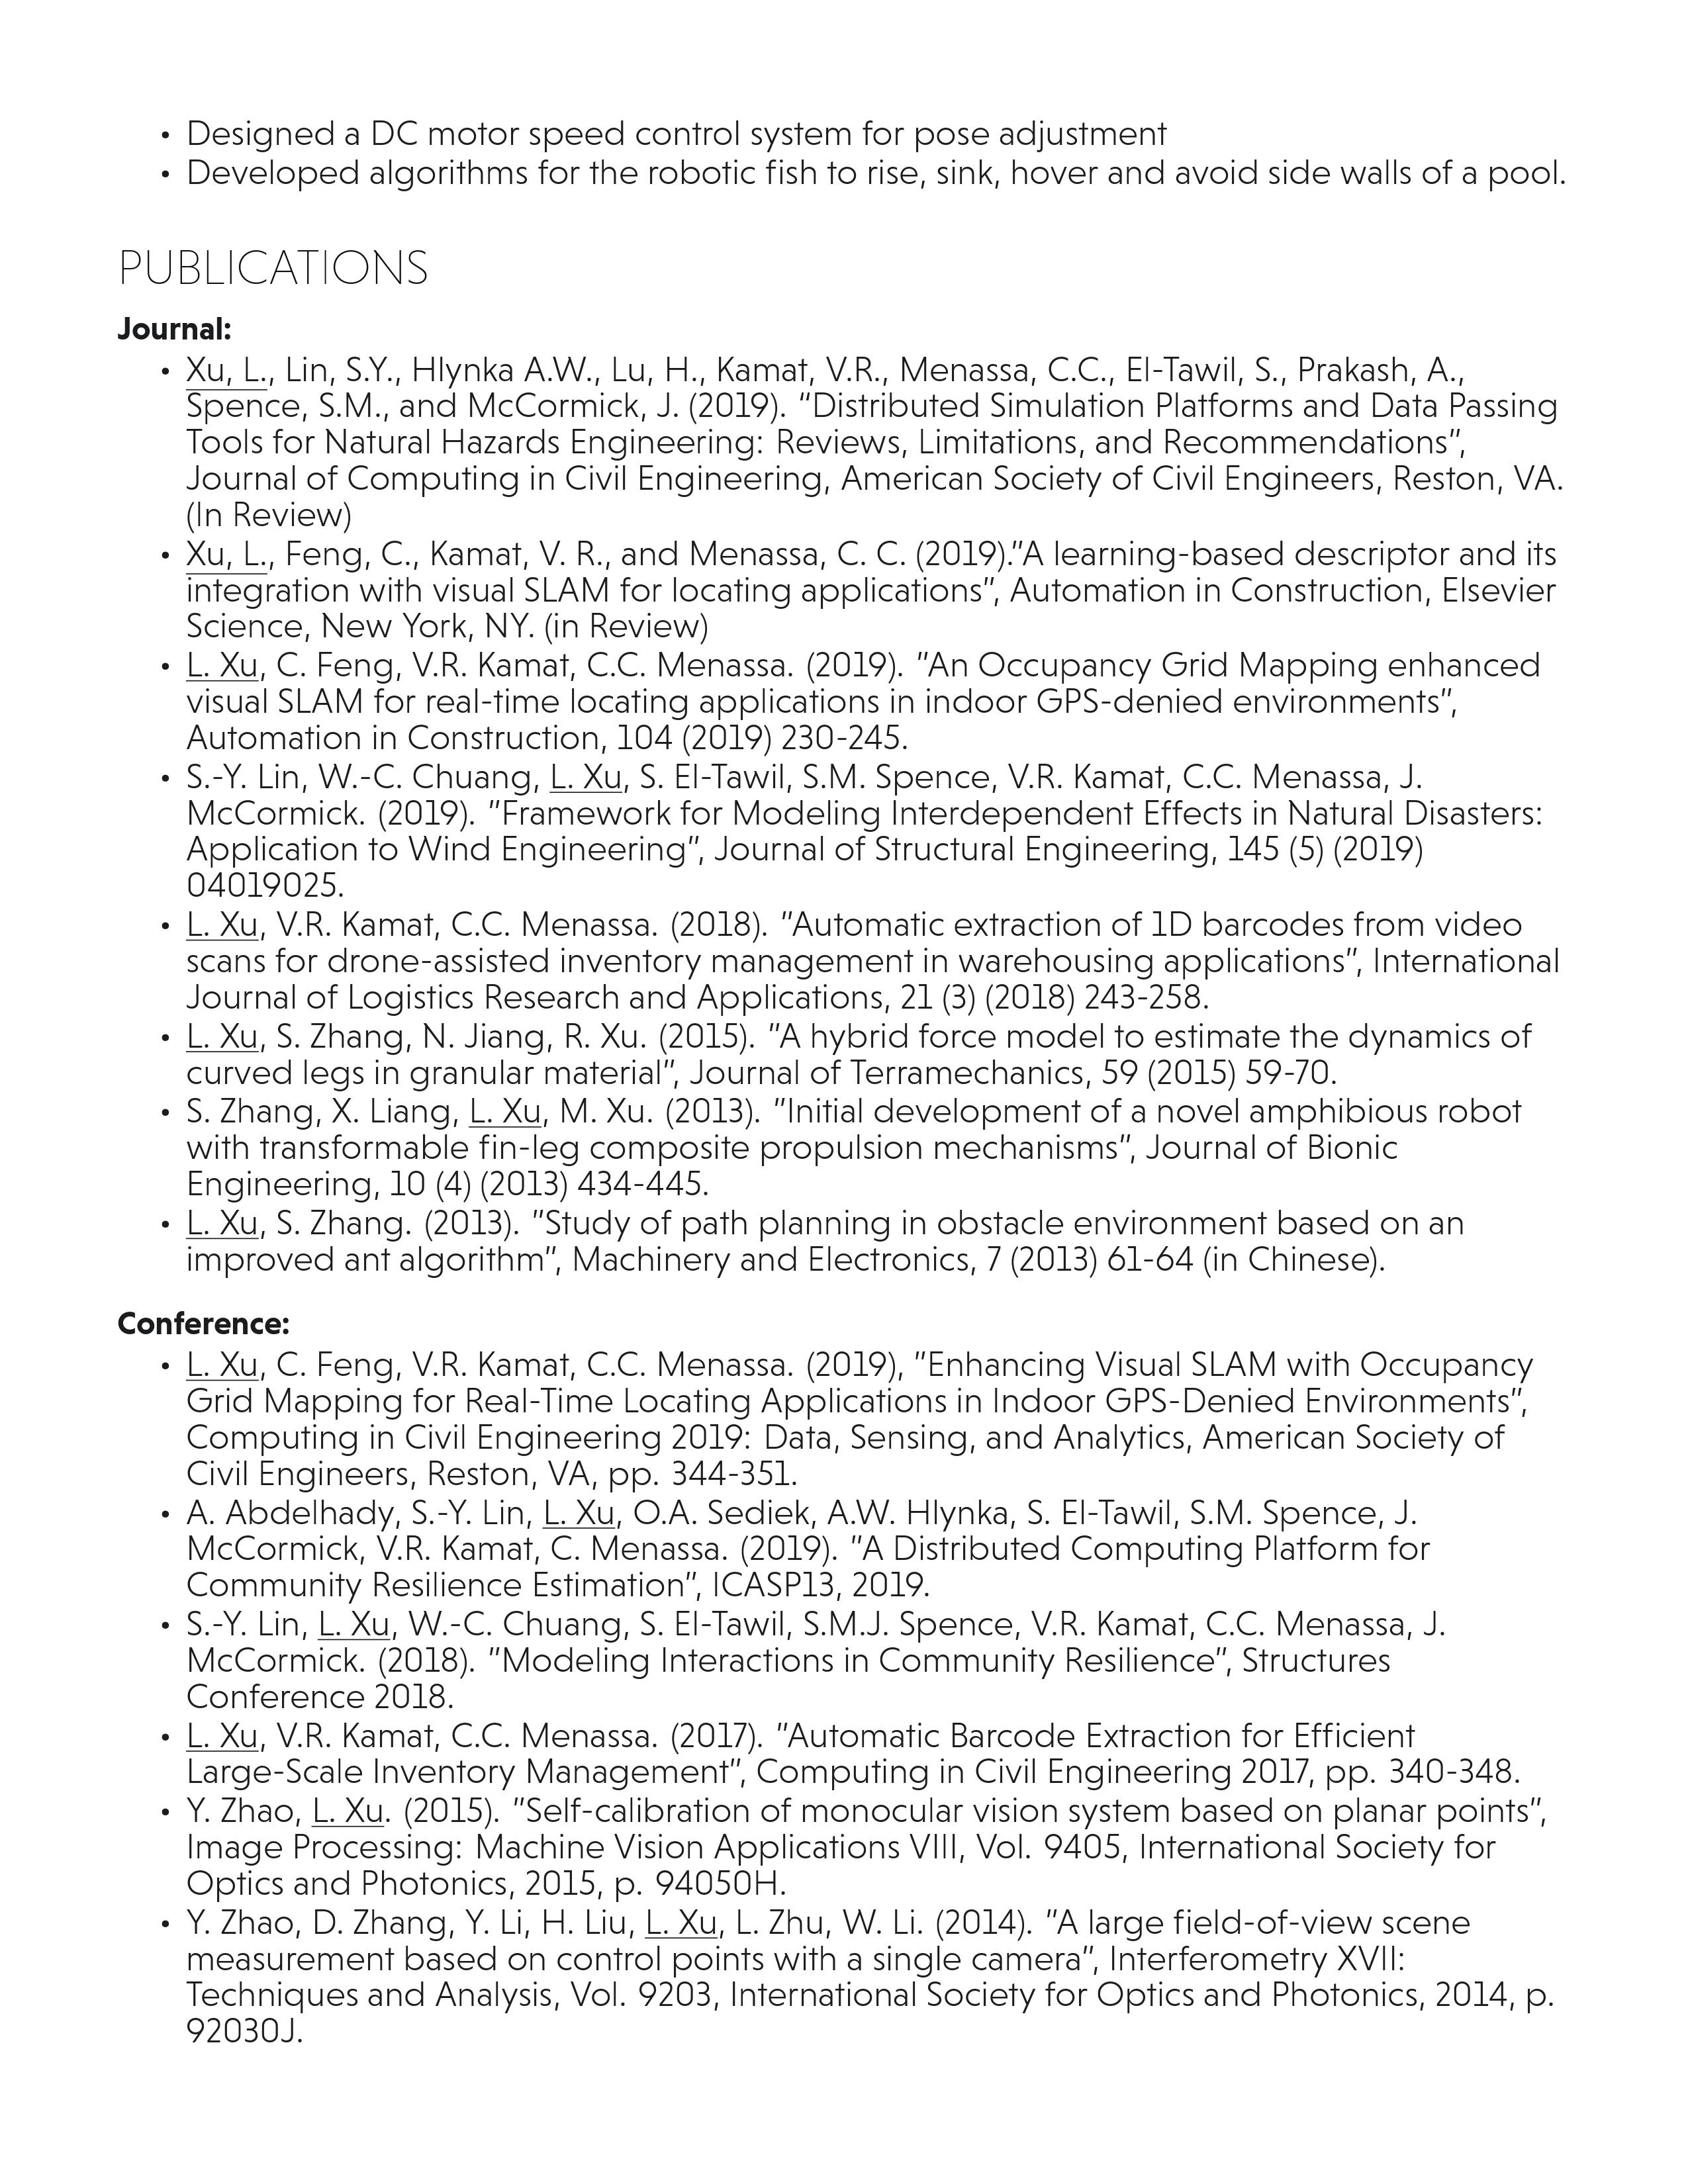 • Designed a DC motor speed control system for pose adjustment
• Developed algorithms for the robotic fish to rise, sink, hover and avoid side walls of a pool.
PUBLICATIONS
Journal:
• Xu, L., Lin, S.Y., Hlynka A.W., Lu, H., Kamat, V.R., Menassa, C.C., El-Tawil, S., Prakash, A.,
Spence, S.M., and McCormick, J. (2019). “Distributed Simulation Platforms and Data Passing
Tools for Natural Hazards Engineering: Reviews, Limitations, and Recommendations”,
Journal of Computing in Civil Engineering, American Society of Civil Engineers, Reston, VA.
(In Review)
• Xu, L., Feng, C., Kamat, V. R., and Menassa, C. C. (2019).”A learning-based descriptor and its
integration with visual SLAM for locating applications”, Automation in Construction, Elsevier
Science, New York, NY. (in Review)
• L. Xu, C. Feng, V.R. Kamat, C.C. Menassa. (2019). ”An Occupancy Grid Mapping enhanced
visual SLAM for real-time locating applications in indoor GPS-denied environments”,
Automation in Construction, 104 (2019) 230-245.
• S.-Y. Lin, W.-C. Chuang, L. Xu, S. El-Tawil, S.M. Spence, V.R. Kamat, C.C. Menassa, J.
McCormick. (2019). ”Framework for Modeling Interdependent Effects in Natural Disasters:
Application to Wind Engineering”, Journal of Structural Engineering, 145 (5) (2019)
04019025.
• L. Xu, V.R. Kamat, C.C. Menassa. (2018). ”Automatic extraction of 1D barcodes from video
scans for drone-assisted inventory management in warehousing applications”, International
Journal of Logistics Research and Applications, 21 (3) (2018) 243-258.
• L. Xu, S. Zhang, N. Jiang, R. Xu. (2015). ”A hybrid force model to estimate the dynamics of
curved legs in granular material”, Journal of Terramechanics, 59 (2015) 59-70.
• S. Zhang, X. Liang, L. Xu, M. Xu. (2013). ”Initial development of a novel amphibious robot
with transformable fin-leg composite propulsion mechanisms”, Journal of Bionic
Engineering, 10 (4) (2013) 434-445.
• L. Xu, S. Zhang. (2013). ”Study of path planning in obstacle environment based on an
improved ant algorithm”, Machinery and Electronics, 7 (2013) 61-64 (in Chinese).
Conference:
• L. Xu, C. Feng, V.R. Kamat, C.C. Menassa. (2019), ”Enhancing Visual SLAM with Occupancy
Grid Mapping for Real-Time Locating Applications in Indoor GPS-Denied Environments”,
Computing in Civil Engineering 2019: Data, Sensing, and Analytics, American Society of
Civil Engineers, Reston, VA, pp. 344-351.
• A. Abdelhady, S.-Y. Lin, L. Xu, O.A. Sediek, A.W. Hlynka, S. El-Tawil, S.M. Spence, J.
McCormick, V.R. Kamat, C. Menassa. (2019). ”A Distributed Computing Platform for
Community Resilience Estimation”, ICASP13, 2019.
• S.-Y. Lin, L. Xu, W.-C. Chuang, S. El-Tawil, S.M.J. Spence, V.R. Kamat, C.C. Menassa, J.
McCormick. (2018). ”Modeling Interactions in Community Resilience”, Structures
Conference 2018.
• L. Xu, V.R. Kamat, C.C. Menassa. (2017). ”Automatic Barcode Extraction for Efficient
Large-Scale Inventory Management”, Computing in Civil Engineering 2017, pp. 340-348.
• Y. Zhao, L. Xu. (2015). ”Self-calibration of monocular vision system based on planar points”,
Image Processing: Machine Vision Applications VIII, Vol. 9405, International Society for
Optics and Photonics, 2015, p. 94050H.
• Y. Zhao, D. Zhang, Y. Li, H. Liu, L. Xu, L. Zhu, W. Li. (2014). ”A large field-of-view scene
measurement based on control points with a single camera”, Interferometry XVII:
Techniques and Analysis, Vol. 9203, International Society for Optics and Photonics, 2014, p.
92030J.